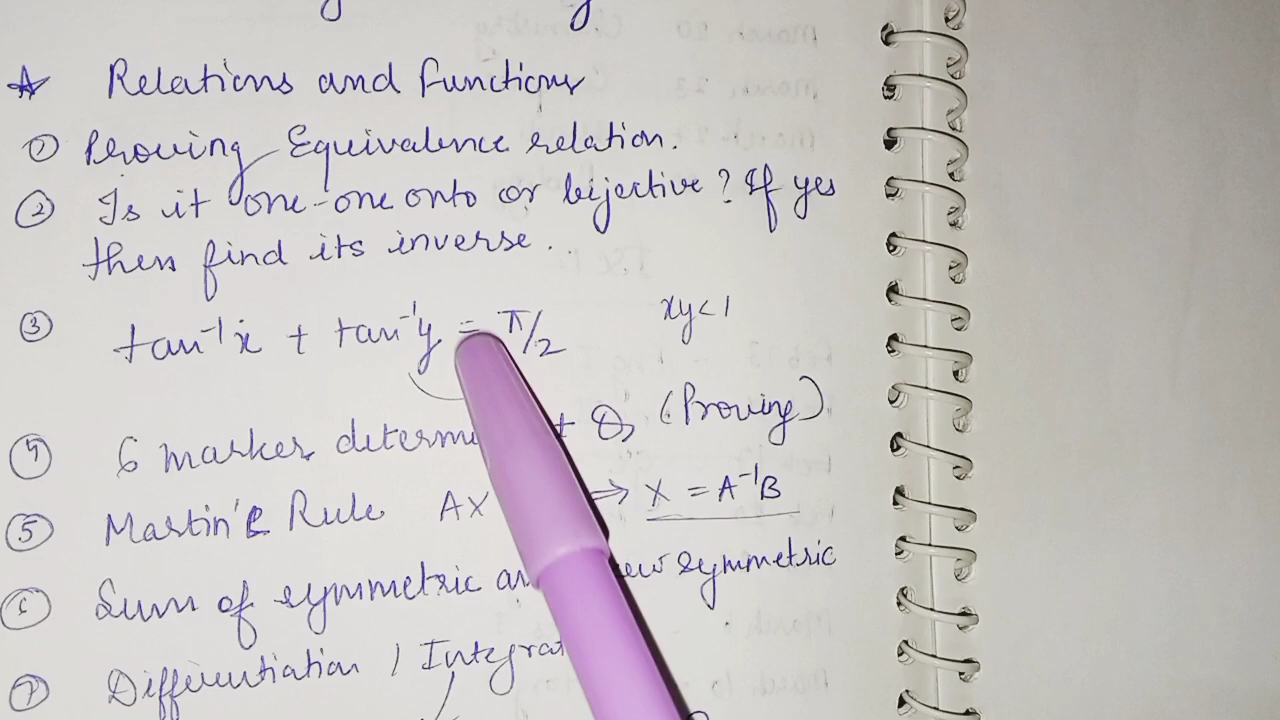 ☆ Relations and functions
① Proving Equivalence relation.
② Is it one-one onto or bijective? If yes
then find its inverse.
③ tan⁻¹x + tan⁻¹y = π/2 xy<1
④ 6 marker (Proving)
⑤ Martin's Rule AX ⇒ X = A⁻¹B
⑥ Sum of symmetric symmetric
⑦ Differentiation /